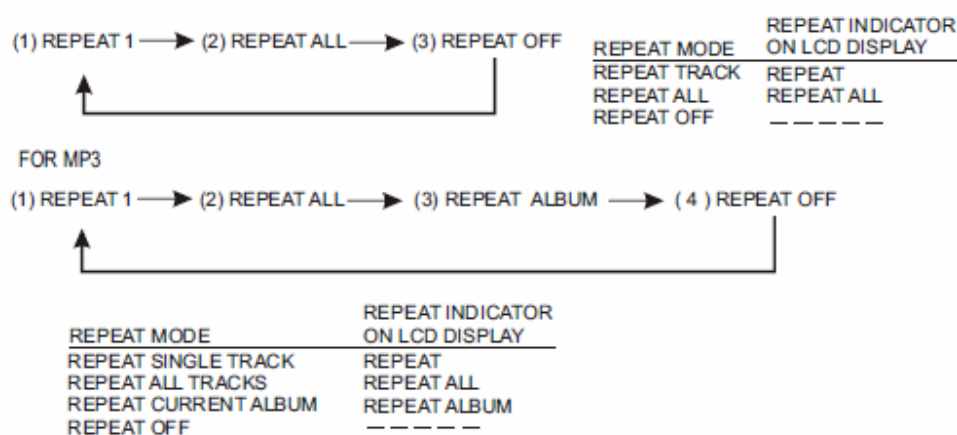 (1) REPEAT 1 (2) REPEAT ALL (3) REPEAT OFF
REPEAT INDICATOR
REPEAT MODE ON LCD DISPLAY
REPEAT TRACK REPEAT
REPEAT ALL REPEAT ALL
REPEAT OFF — — — — —
FOR MP3
(1) REPEAT 1 (2) REPEAT ALL (3) REPEAT ALBUM ( 4 ) REPEAT OFF
REPEAT INDICATOR
REPEAT MODE ON LCD DISPLAY
REPEAT SINGLE TRACK REPEAT
REPEAT ALL TRACKS REPEAT ALL
REPEAT CURRENT ALBUM REPEAT ALBUM
REPEAT OFF — — — — —